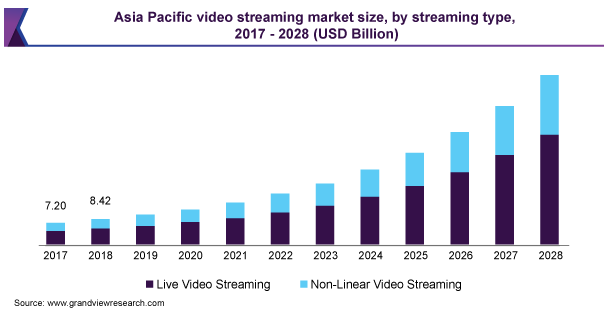 Asia Pacific video streaming market size, by streaming type,
2017 - 2028 (USD Billion)
7.20
8.42
2017 2018 2019 2020 2021 2022 2023 2024 2025 2026 2027 2028
Live Video Streaming Non-Linear Video Streaming
Source: www.grandviewresearch.com